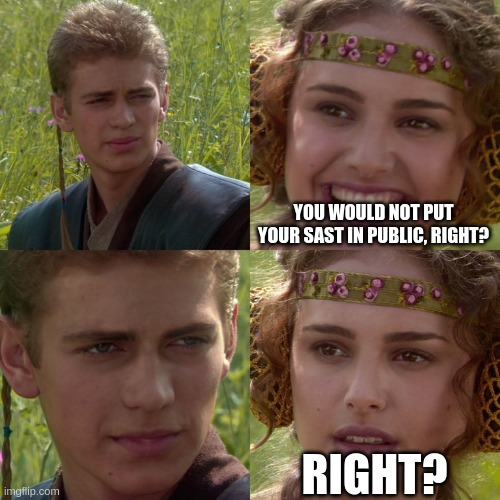 YOU WOULD NOT PUT
YOUR SAST IN PUBLIC, RIGHT?
RIGHT?
imgflip.com